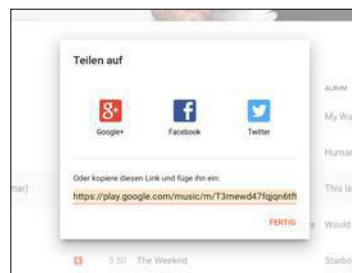 Teilen auf
Google+
Facebook
Twitter
ALBUM
My Wa
Human
Oder kopiere diesen Link und füge ihn ein:
mar)
This Is
https://play.google.com/music/m/T3mewd47fqjqn6tft
FERTIG
Would
E
3:50
The Weeknd
Starbo